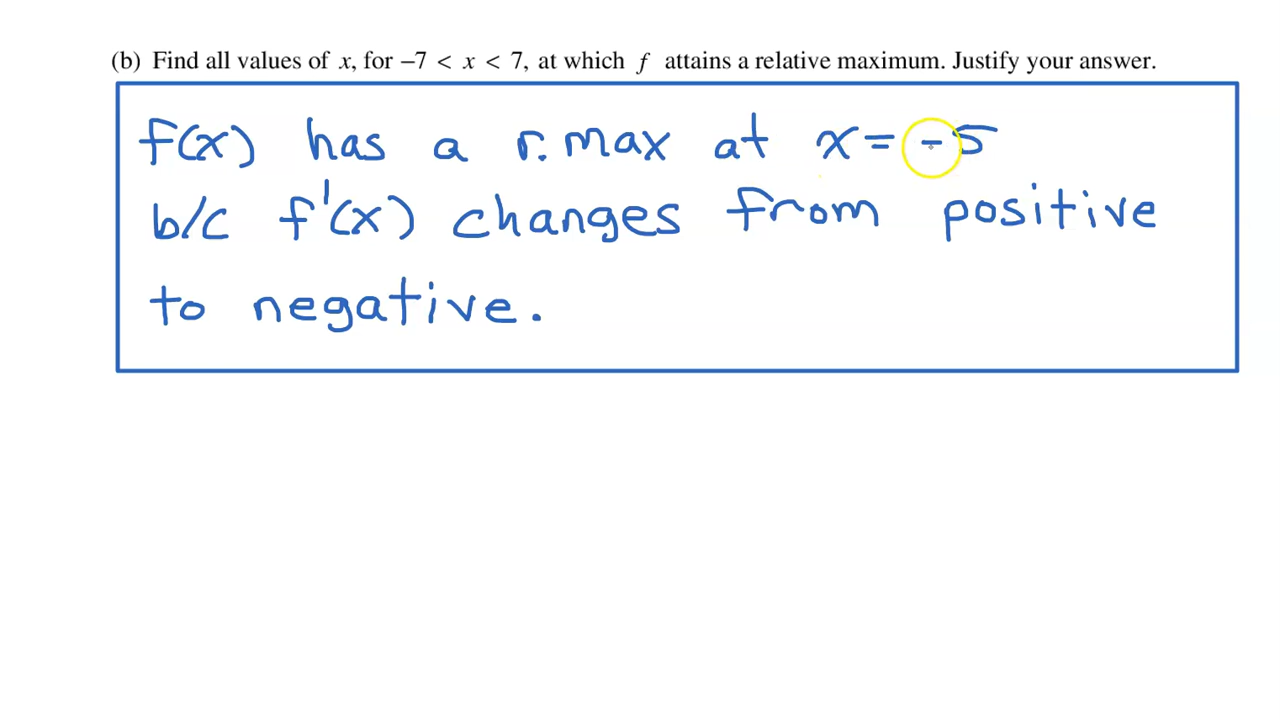 (b) Find all values of x, for −7 < x < 7, at which f attains a relative maximum. Justify your answer.
f(x) has a r. max at x = -5
b/c f'(x) changes from positive
to negative.